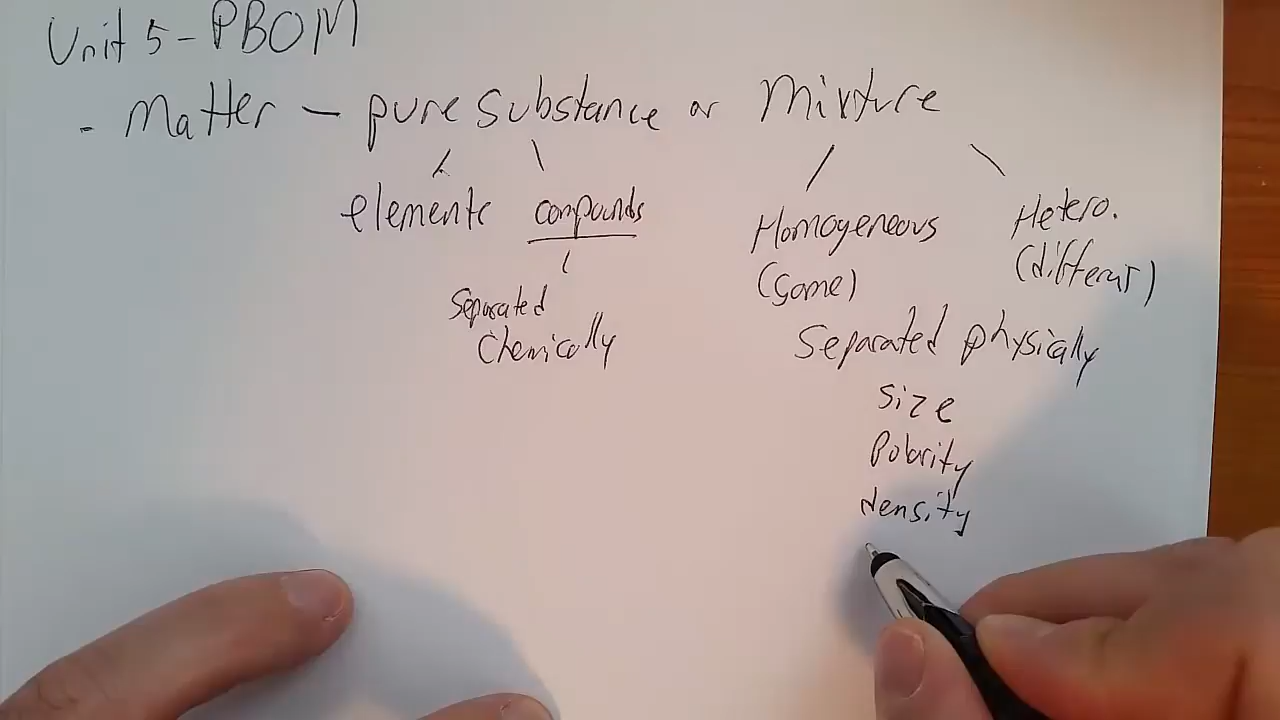 Unit 5 - PBOM
- Matter — pure substance or Mixture
elements compounds
Homogeneous Hetero.
(same) (different)
Separated Chemically
Separated physically
size
Polarity
density